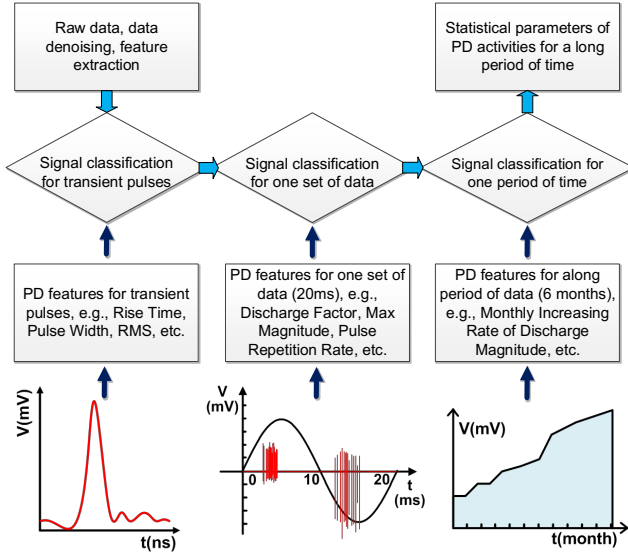 Raw data, data
denoising, feature
extraction
Statistical parameters of
PD activities for a long
period of time
Signal classification
for transient pulses
Signal classification
for one set of data
Signal classification for
one period of time
PD features for transient
pulses, e.g., Rise Time,
Pulse Width, RMS, etc.
PD features for one set of
data (20ms), e.g.,
Discharge Factor, Max
Magnitude, Pulse
Repetition Rate, etc.
PD features for along
period of data (6 months),
e.g., Monthly Increasing
Rate of Discharge
Magnitude, etc.
V(mV)
t(ns)
V
(mV)
0 10 20
t
(ms)
V(mV)
t(month)